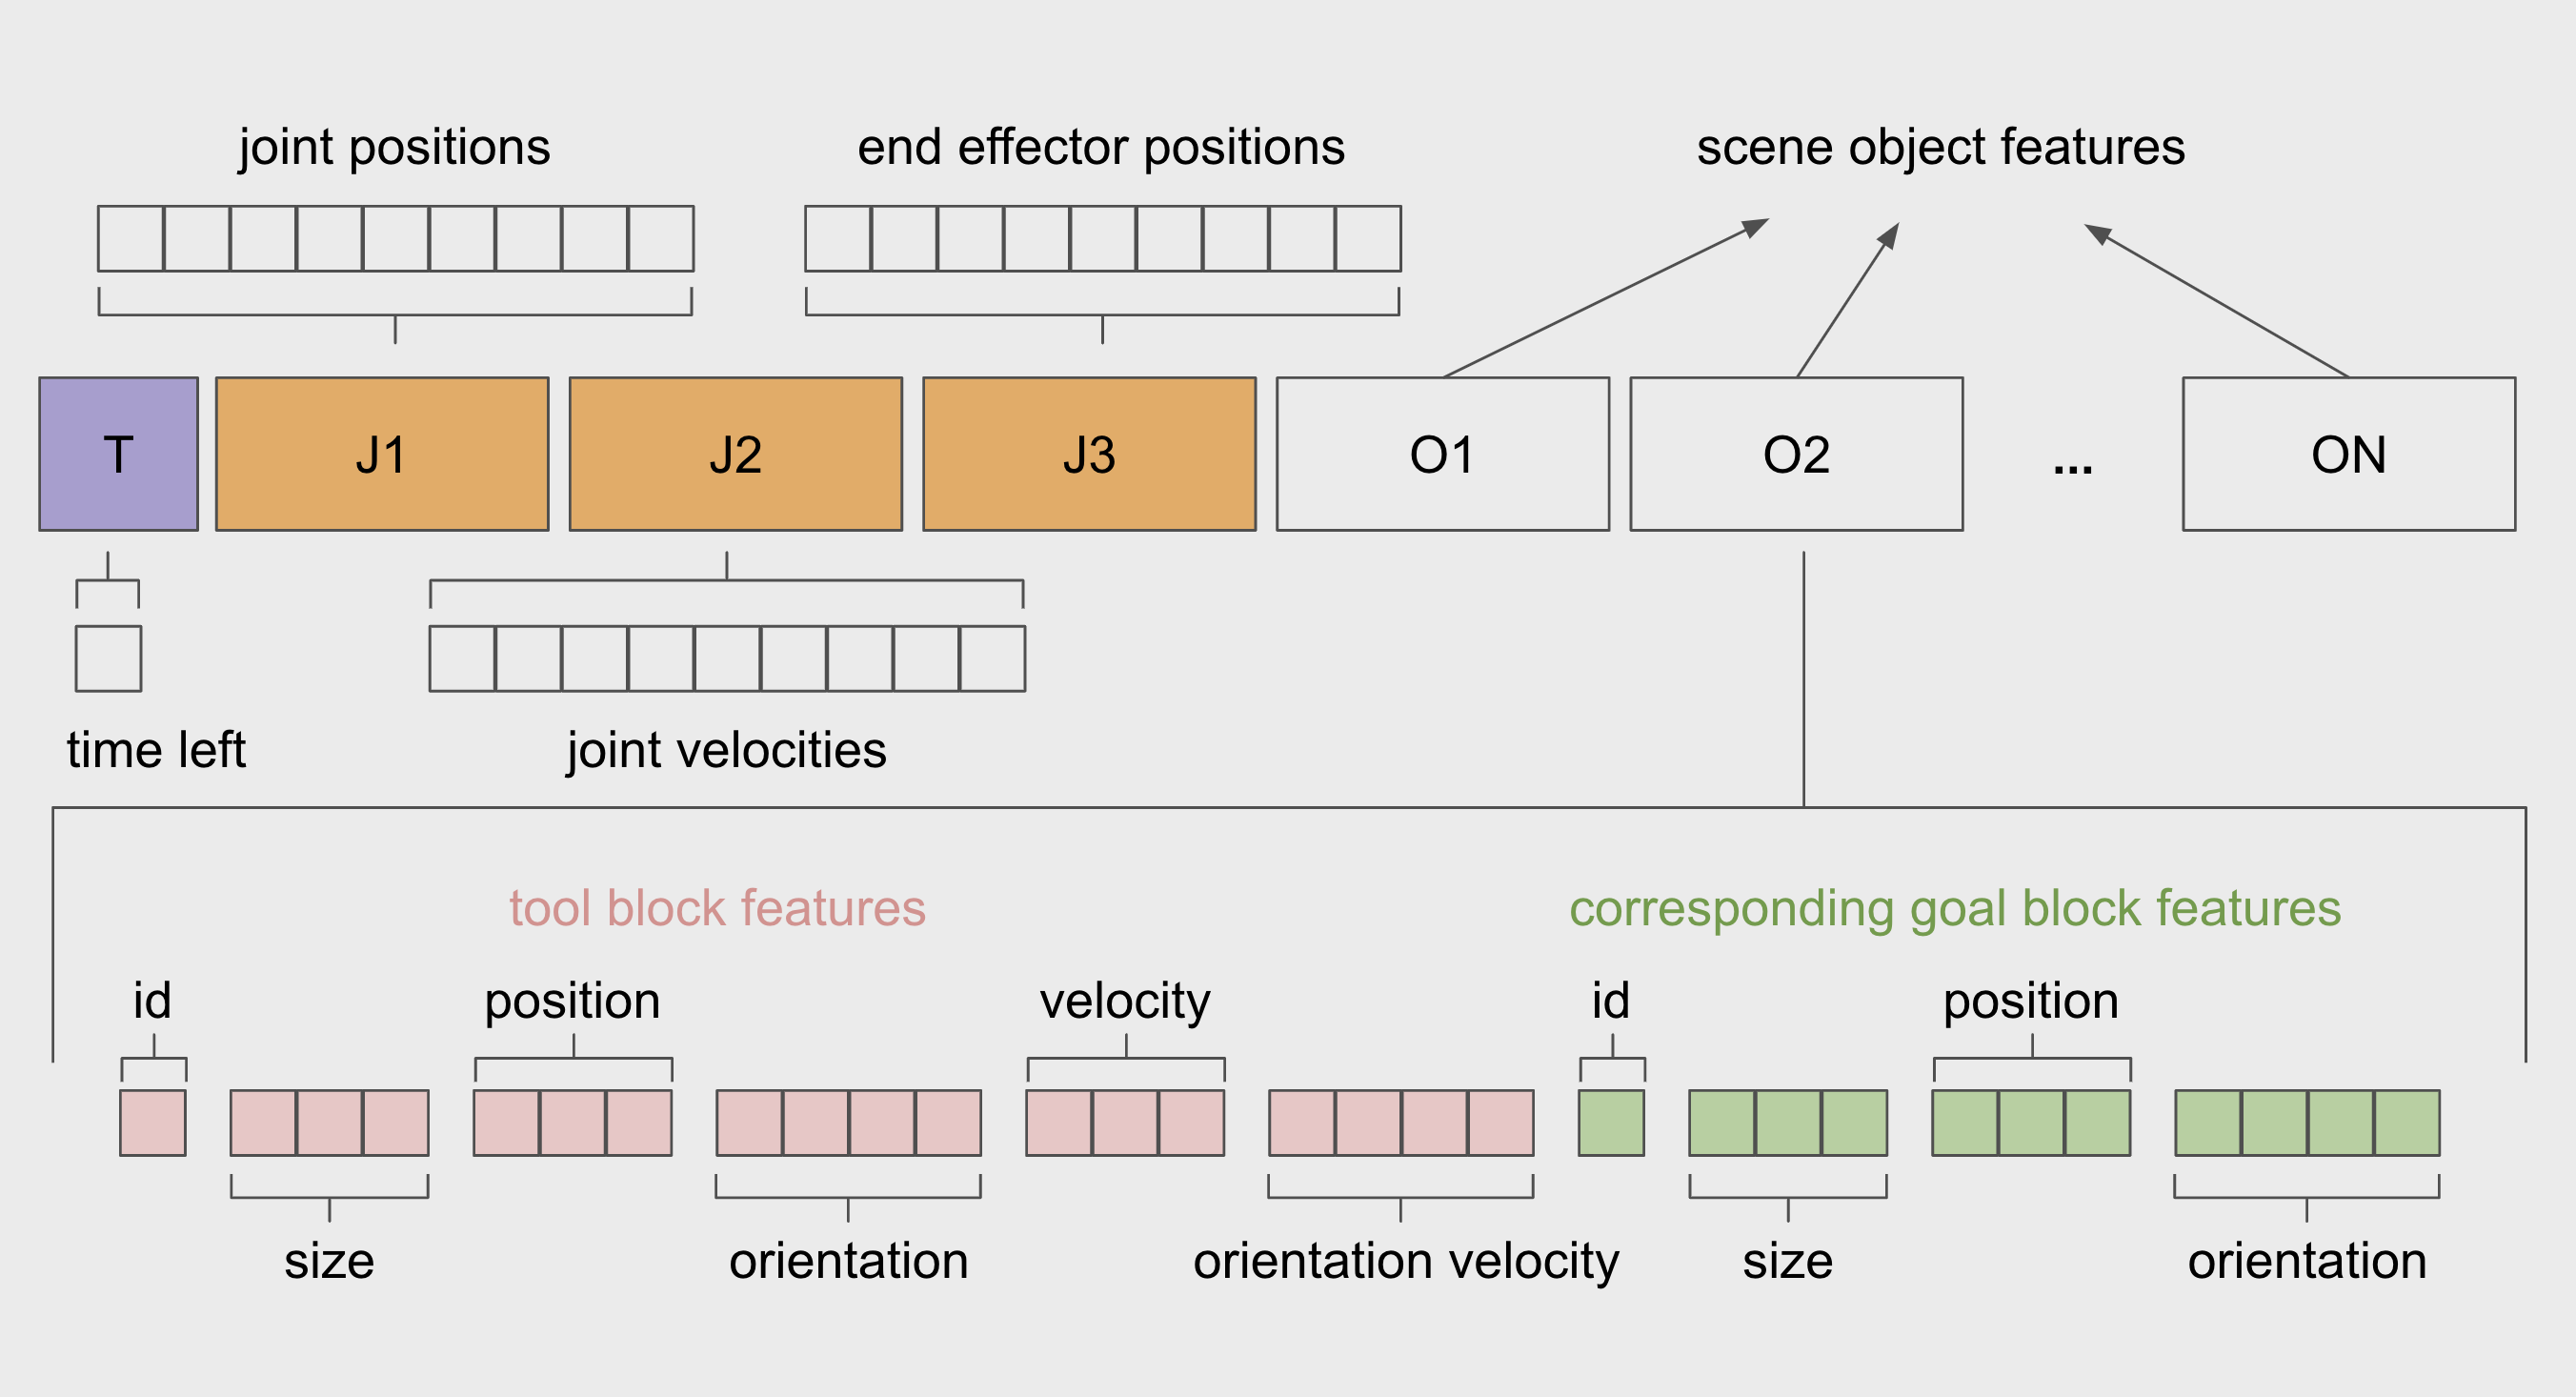 joint positions
end effector positions
scene object features
T
J1
J2
J3
O1
O2
...
ON
time left
joint velocities
tool block features
corresponding goal block features
id
position
velocity
id
position
size
orientation
orientation velocity
size
orientation